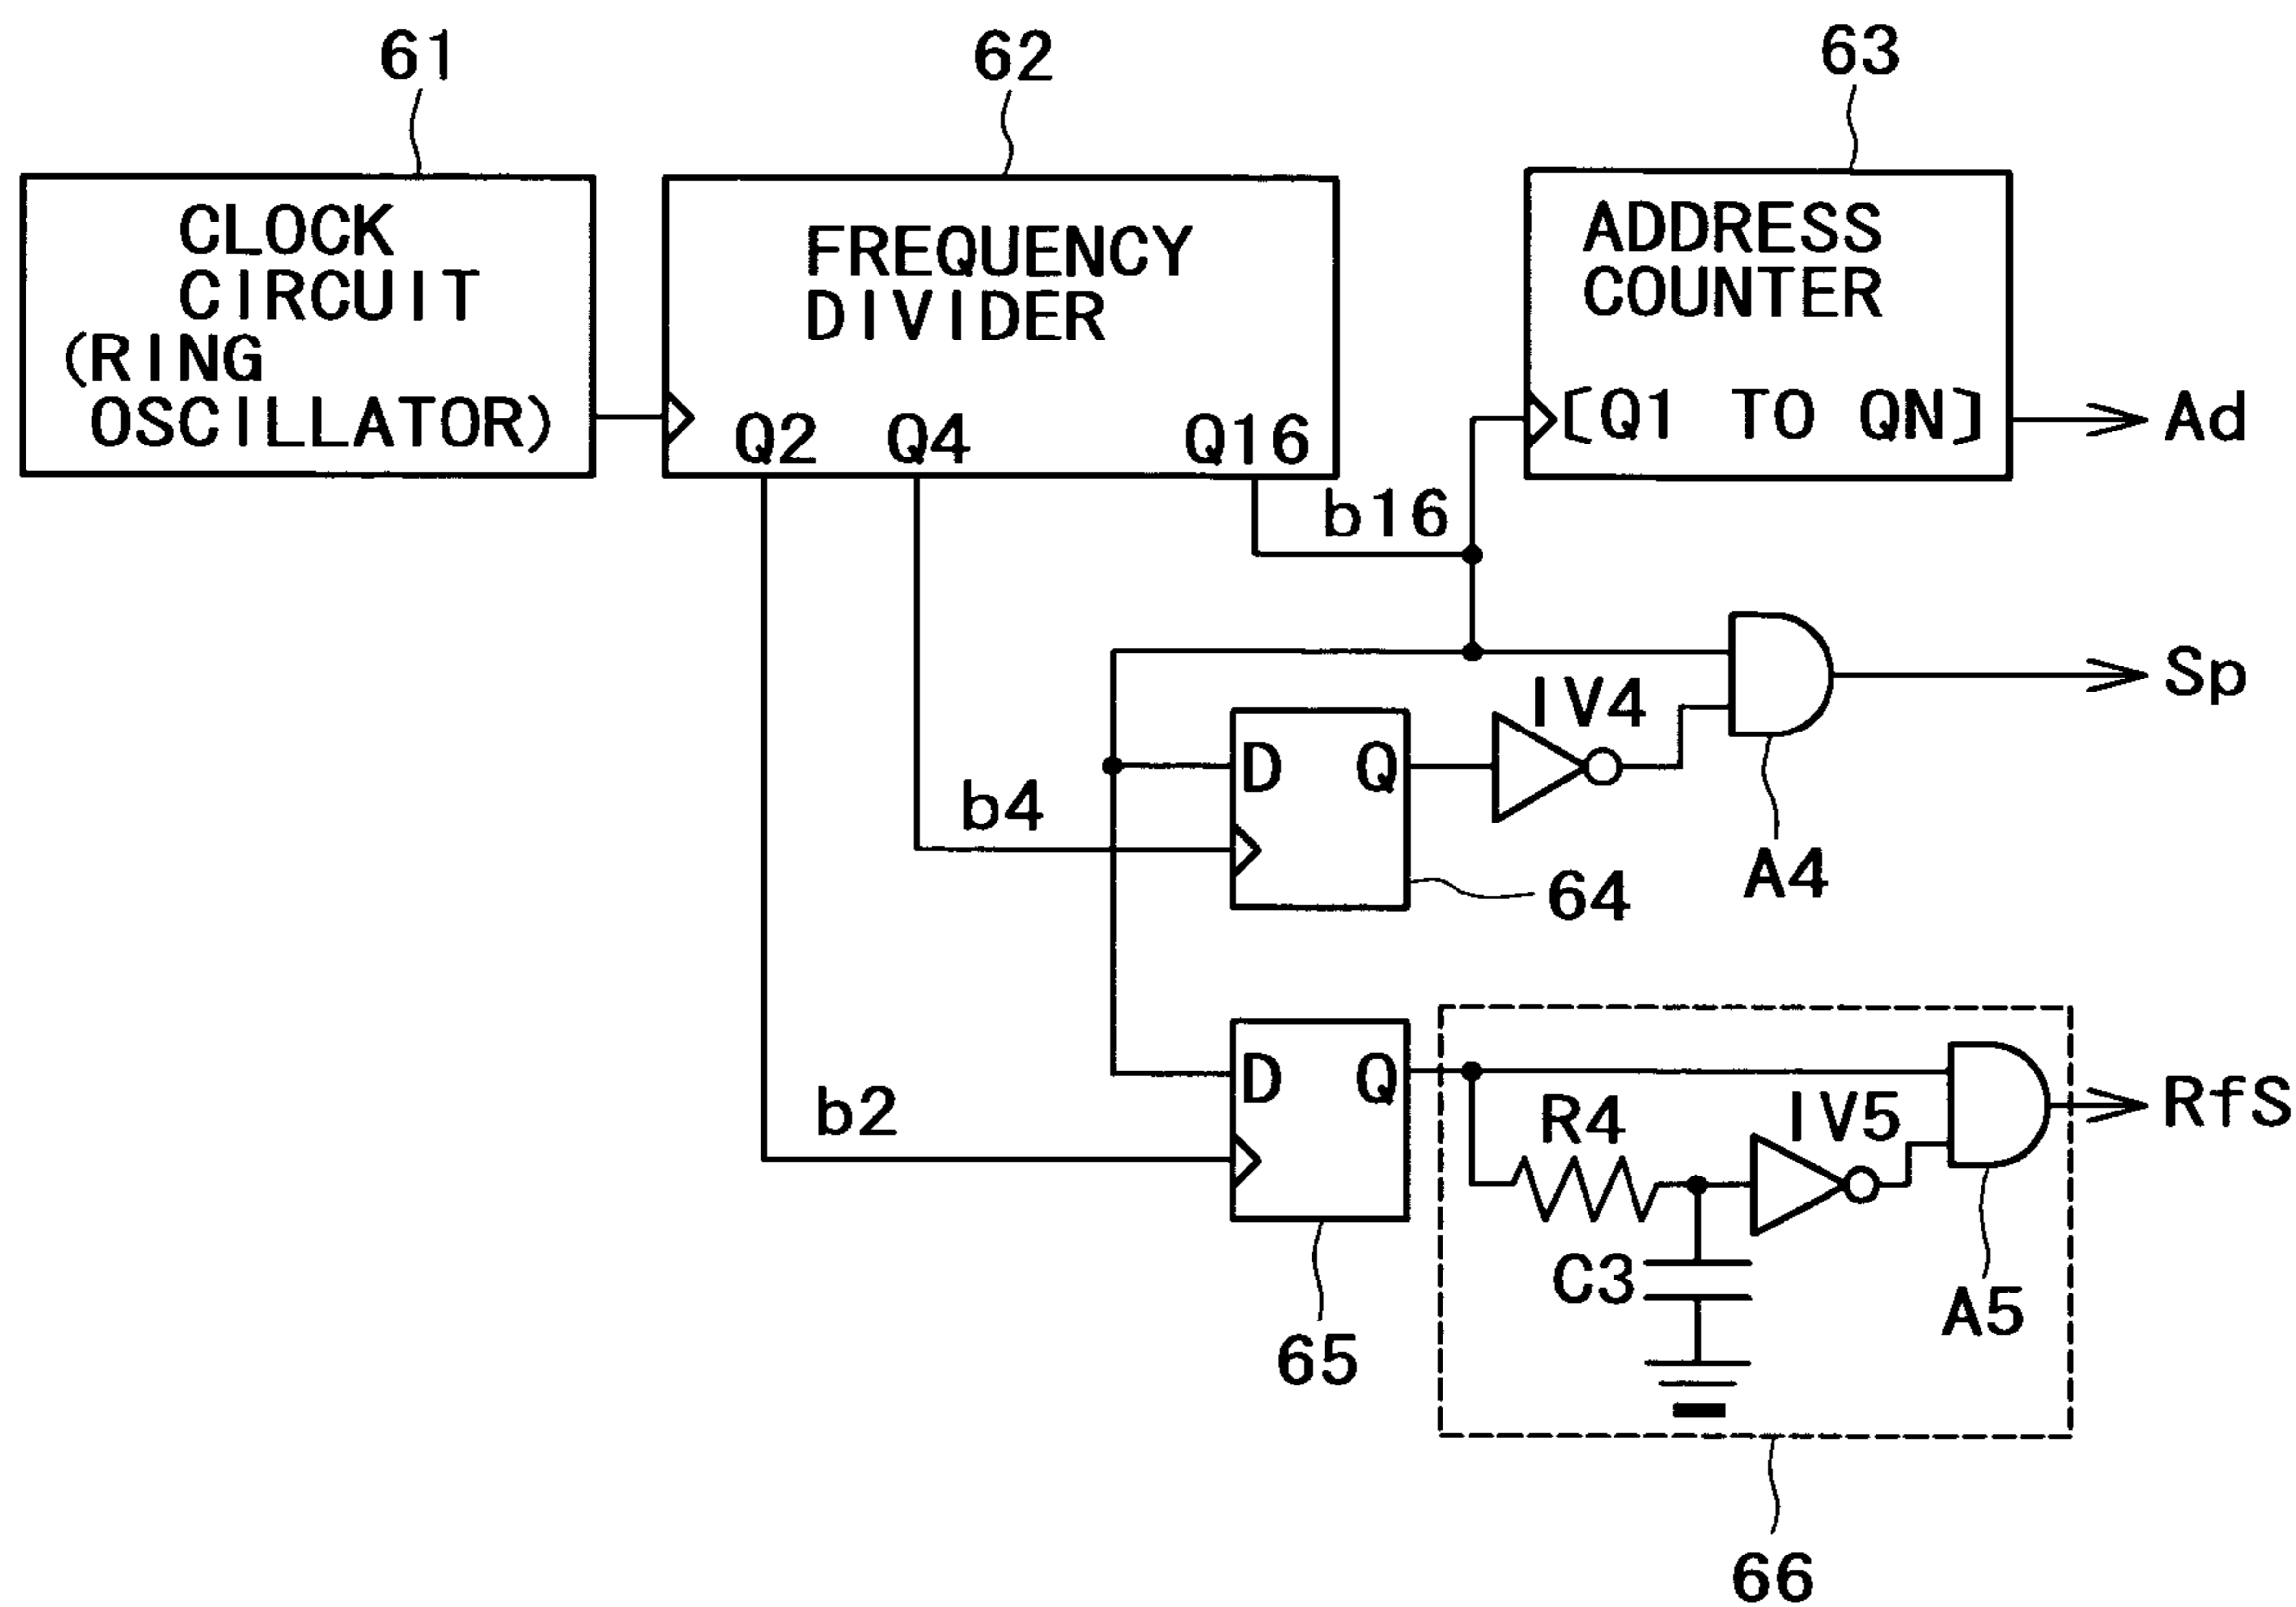 61
62
63
CLOCK
CIRCUIT
(RING
OSCILLATOR)
FREQUENCY
DIVIDER
Q2 Q4 Q16
ADDRESS
COUNTER
[Q1 TO QN]
Ad
b16
Sp
IV4
D Q
b4
A4
64
D Q
b2
R4
IV5
RfS
C3
A5
65
66